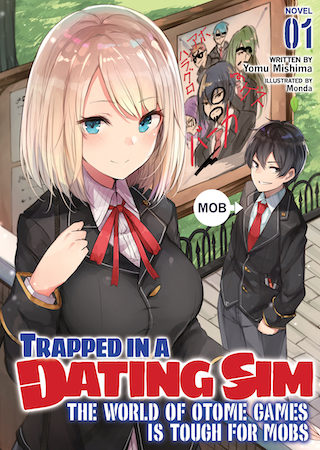 NOVEL
01
WRITTEN BY
Yomu Mishima
ILLUSTRATED BY
Monda
MOB
TRAPPED IN A
DATING SIM
THE WORLD OF OTOME GAMES
IS TOUGH FOR MOBS